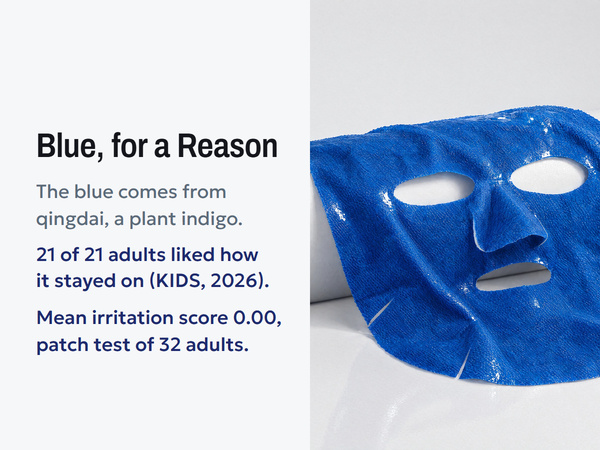 Blue, for a Reason
The blue comes from
qingdai, a plant indigo.
21 of 21 adults liked how
it stayed on (KIDS, 2026).
Mean irritation score 0.00,
patch test of 32 adults.